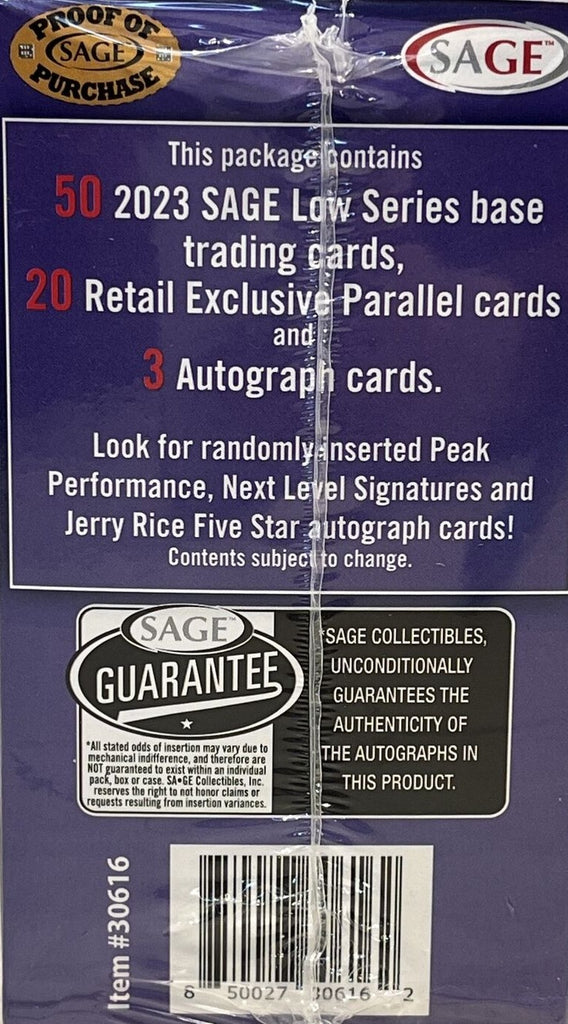 PROOF OF
SAGE
PURCHASE
SAGE™
This package contains
50 2023 SAGE Low Series base
trading cards,
20 Retail Exclusive Parallel cards
and
3 Autograph cards.
Look for randomly inserted Peak
Performance, Next Level Signatures and
Jerry Rice Five Star autograph cards!
Contents subject to change.
SAGE™
GUARANTEE
*All stated odds of insertion may vary due to
mechanical indifference, and therefore are
NOT guaranteed to exist within an individual
pack, box or case. SA•GE Collectibles, Inc.
reserves the right to not honor claims or
requests resulting from insertion variances.
*SAGE COLLECTIBLES,
UNCONDITIONALLY
GUARANTEES THE
AUTHENTICITY OF
THE AUTOGRAPHS IN
THIS PRODUCT.
Item #30616
8 50027 30616 2